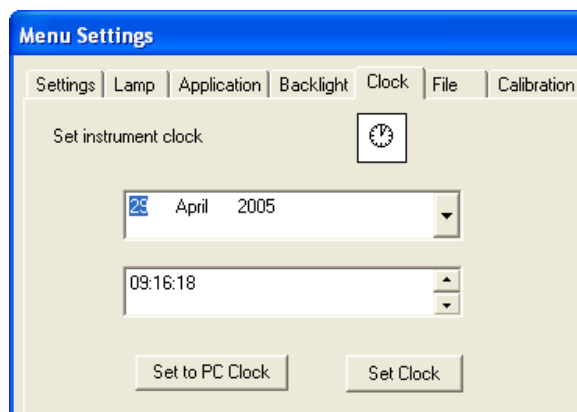 Menu Settings
Settings Lamp Application Backlight Clock File Calibration
Set instrument clock
29 April 2005
09:16:18
Set to PC Clock Set Clock